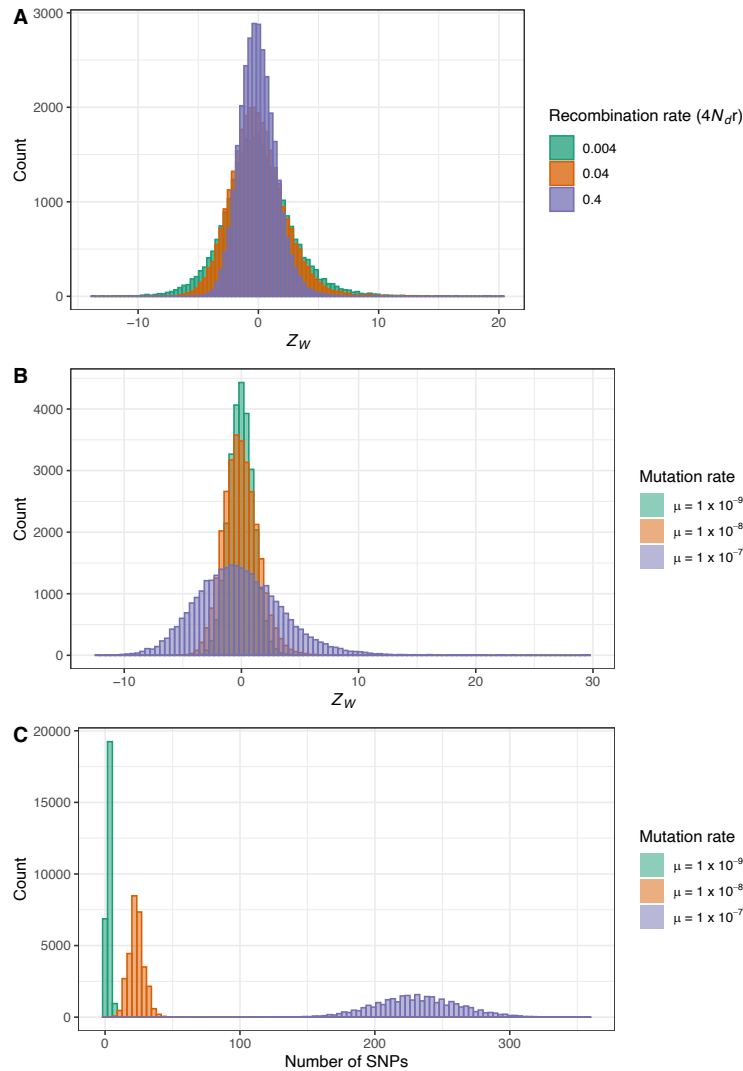 A
3000
2000
1000
0
Count
−10
0
10
20
Z_W
Recombination rate (4N_dr)
0.004
0.04
0.4
B
4000
3000
2000
1000
0
Count
−10
0
10
20
30
Z_W
Mutation rate
μ = 1 x 10⁻⁹
μ = 1 x 10⁻⁸
μ = 1 x 10⁻⁷
C
20000
15000
10000
5000
0
Count
0
100
200
300
Number of SNPs
Mutation rate
μ = 1 x 10⁻⁹
μ = 1 x 10⁻⁸
μ = 1 x 10⁻⁷